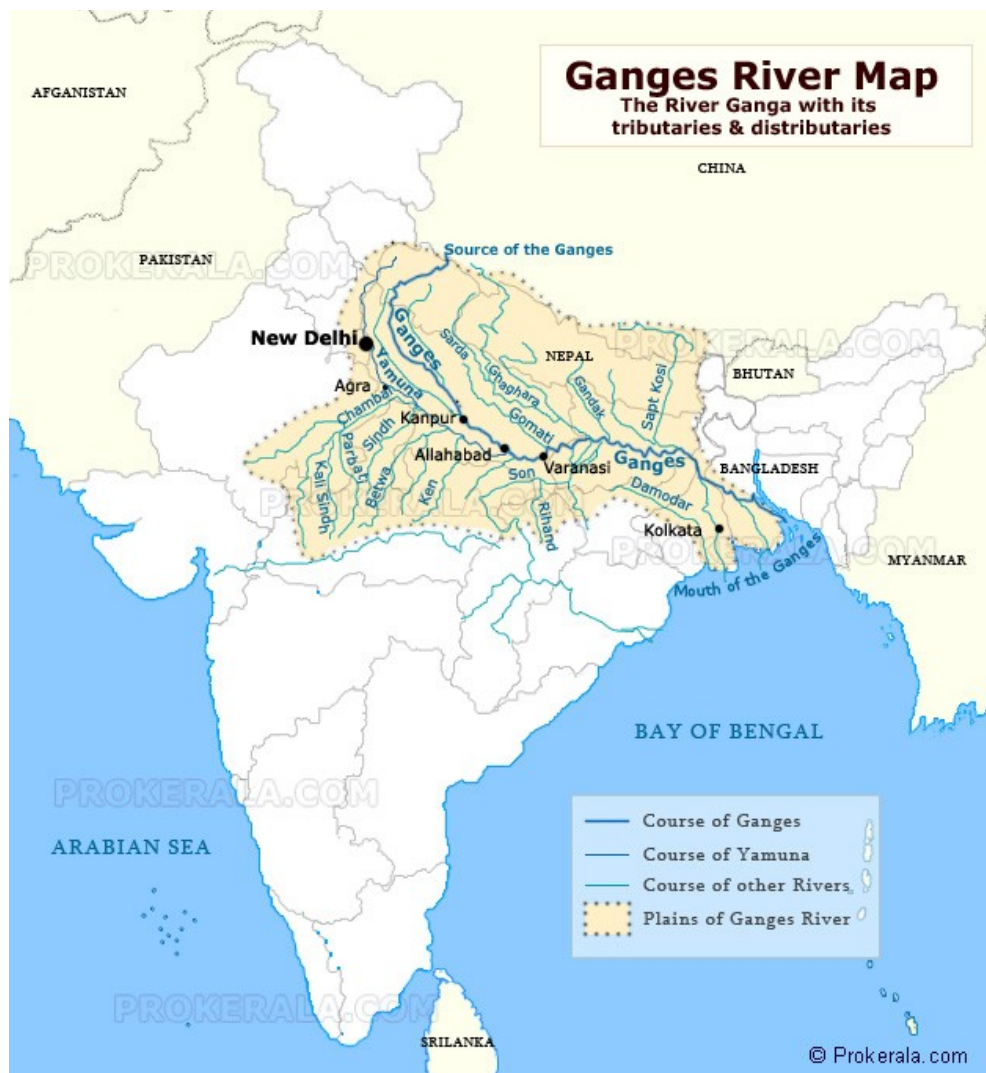 Ganges River Map
The River Ganga with its
tributaries & distributaries
AFGANISTAN
CHINA
PAKISTAN
PROKERALA.COM
Source of the Ganges
New Delhi
Ganges
Sarda
NEPAL
PROKERALA.COM
BHUTAN
Agra
Yamuna
Ghaghara
Gandak
Sapt Kosi
Chambal
Kanpur
Sindh
Gomati
Parbati
Allahabad
Varanasi
Ganges
BANGLADESH
Kali Sindh
Betwa
Ken
Son
Damodar
PROKERALA.COM
Rihand
Kolkata
PROKERALA.COM
MYANMAR
Mouth of the Ganges
BAY OF BENGAL
PROKERALA.COM
ARABIAN SEA
Course of Ganges
Course of Yamuna
Course of other Rivers
Plains of Ganges River
PROKERALA.COM
SRILANKA
© Prokerala.com